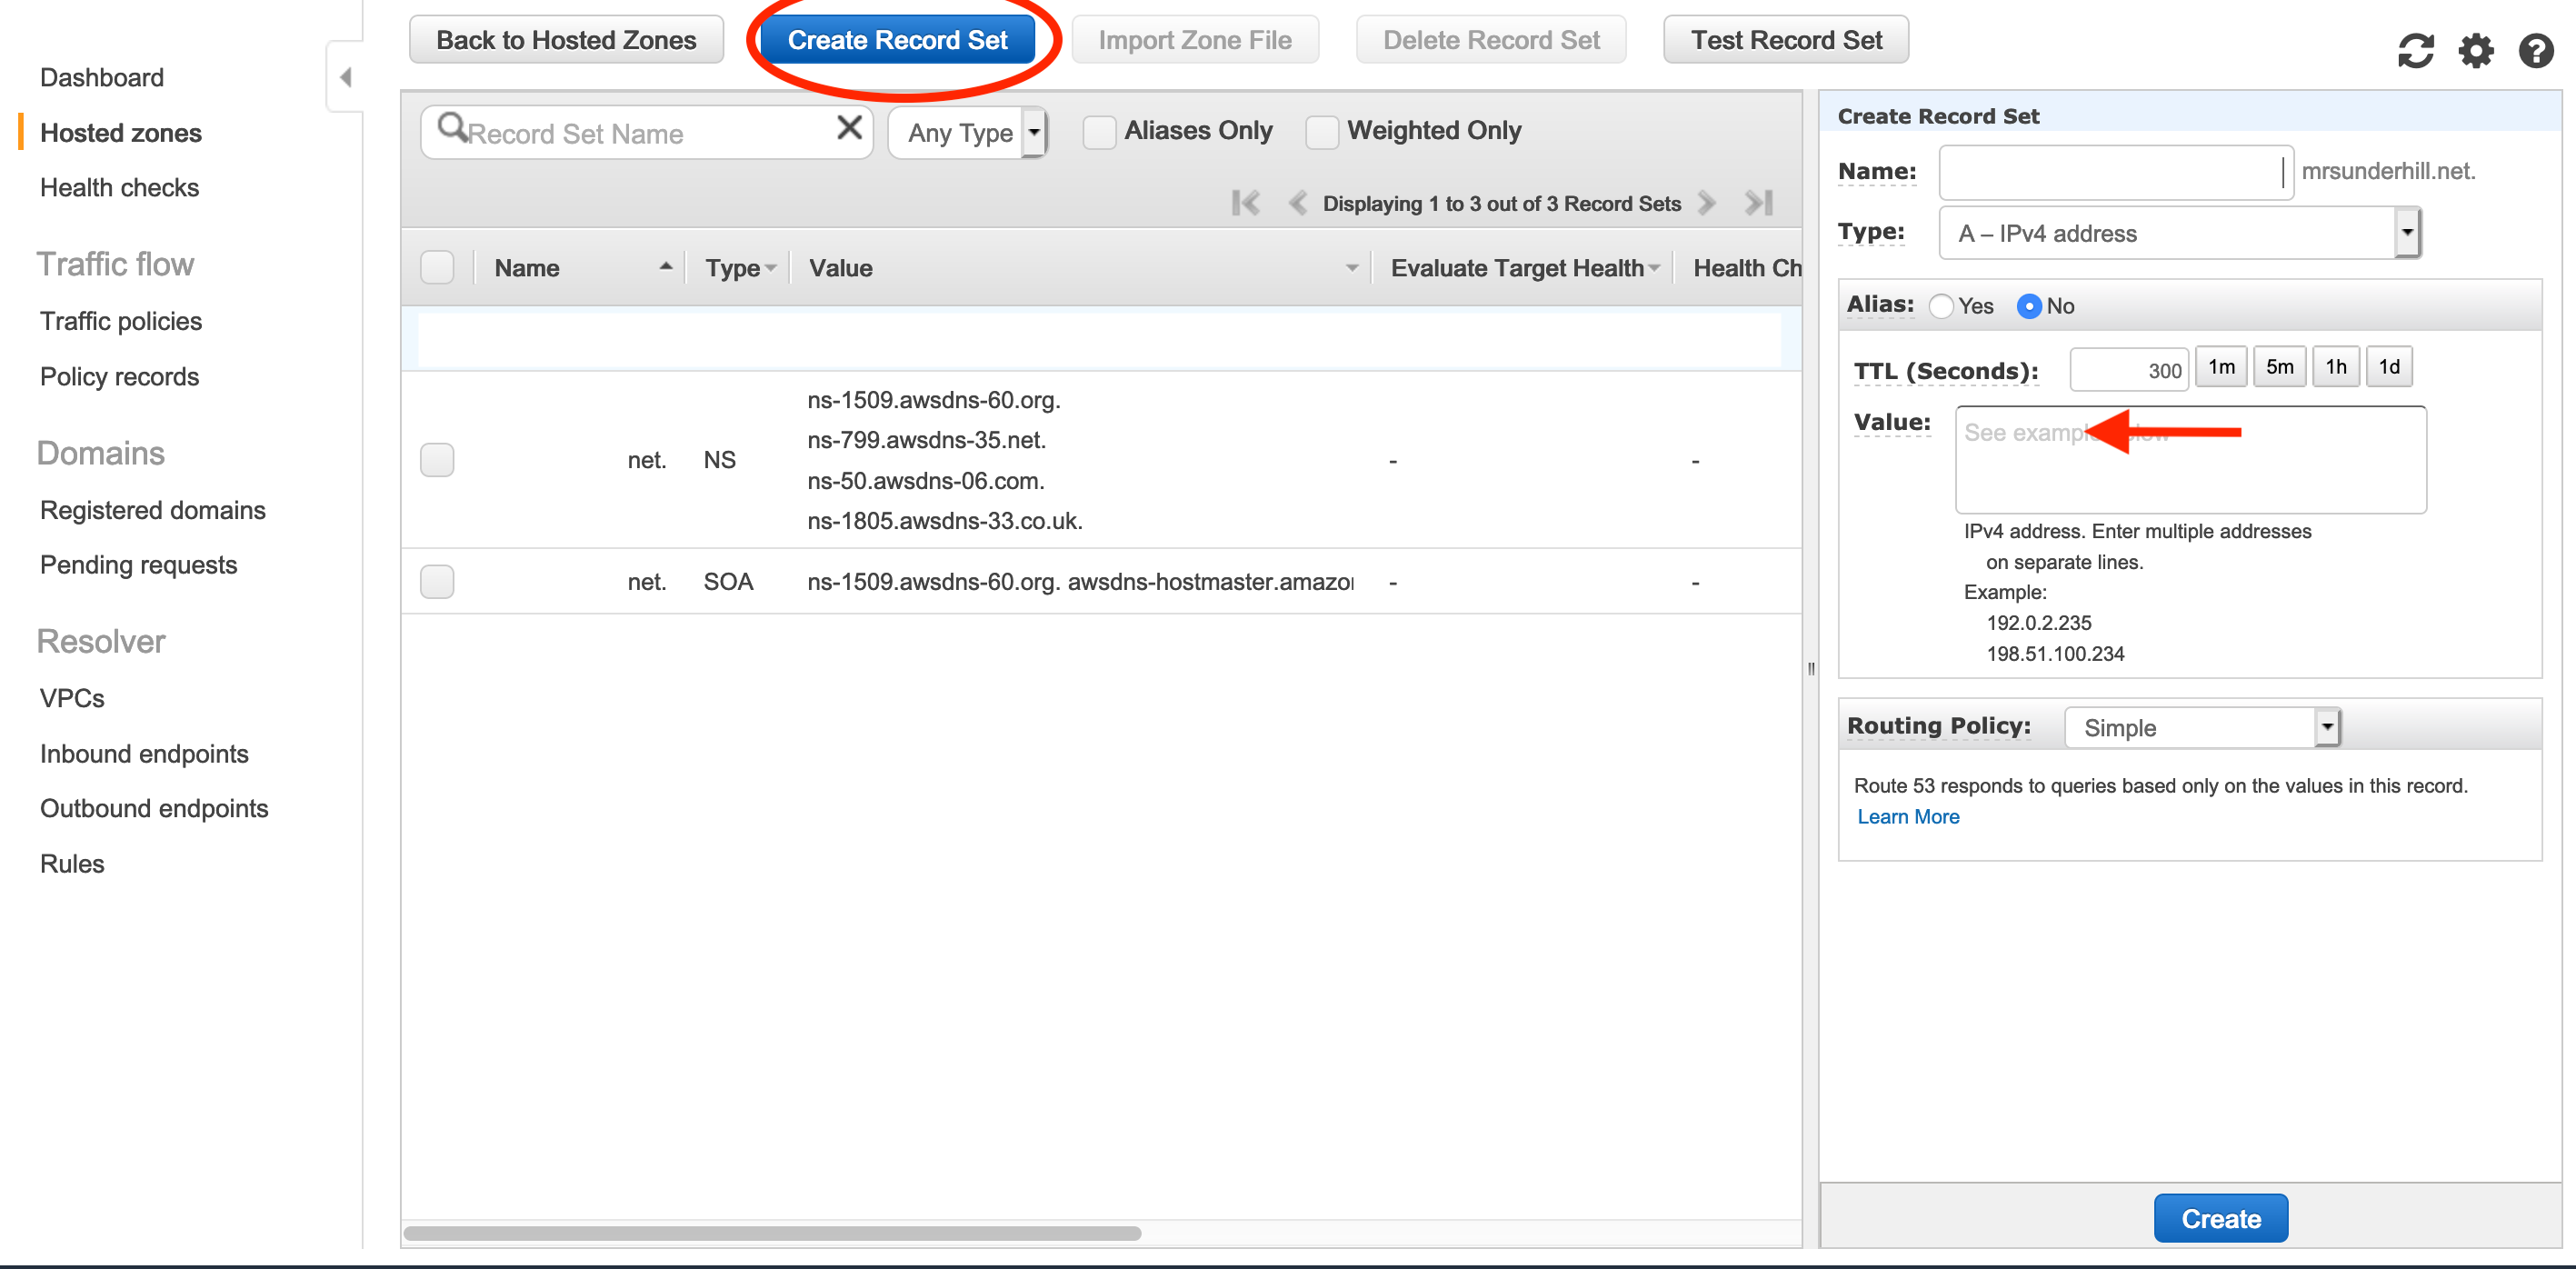 Back to Hosted Zones
Create Record Set
Import Zone File
Delete Record Set
Test Record Set
Dashboard
Hosted zones
Health checks
Traffic flow
Traffic policies
Policy records
Domains
Registered domains
Pending requests
Resolver
VPCs
Inbound endpoints
Outbound endpoints
Rules
Record Set Name
Any Type
Aliases Only
Weighted Only
Displaying 1 to 3 out of 3 Record Sets
Name Type Value Evaluate Target Health Health Ch
ns-1509.awsdns-60.org.
ns-799.awsdns-35.net.
net. NS - -
ns-50.awsdns-06.com.
ns-1805.awsdns-33.co.uk.
net. SOA ns-1509.awsdns-60.org. awsdns-hostmaster.amazo - -
Create Record Set
Name: mrsunderhill.net.
Type: A – IPv4 address
Alias: Yes No
TTL (Seconds): 300 1m 5m 1h 1d
Value: See
IPv4 address. Enter multiple addresses
on separate lines.
Example:
192.0.2.235
198.51.100.234
Routing Policy: Simple
Route 53 responds to queries based only on the values in this record.
Learn More
Create